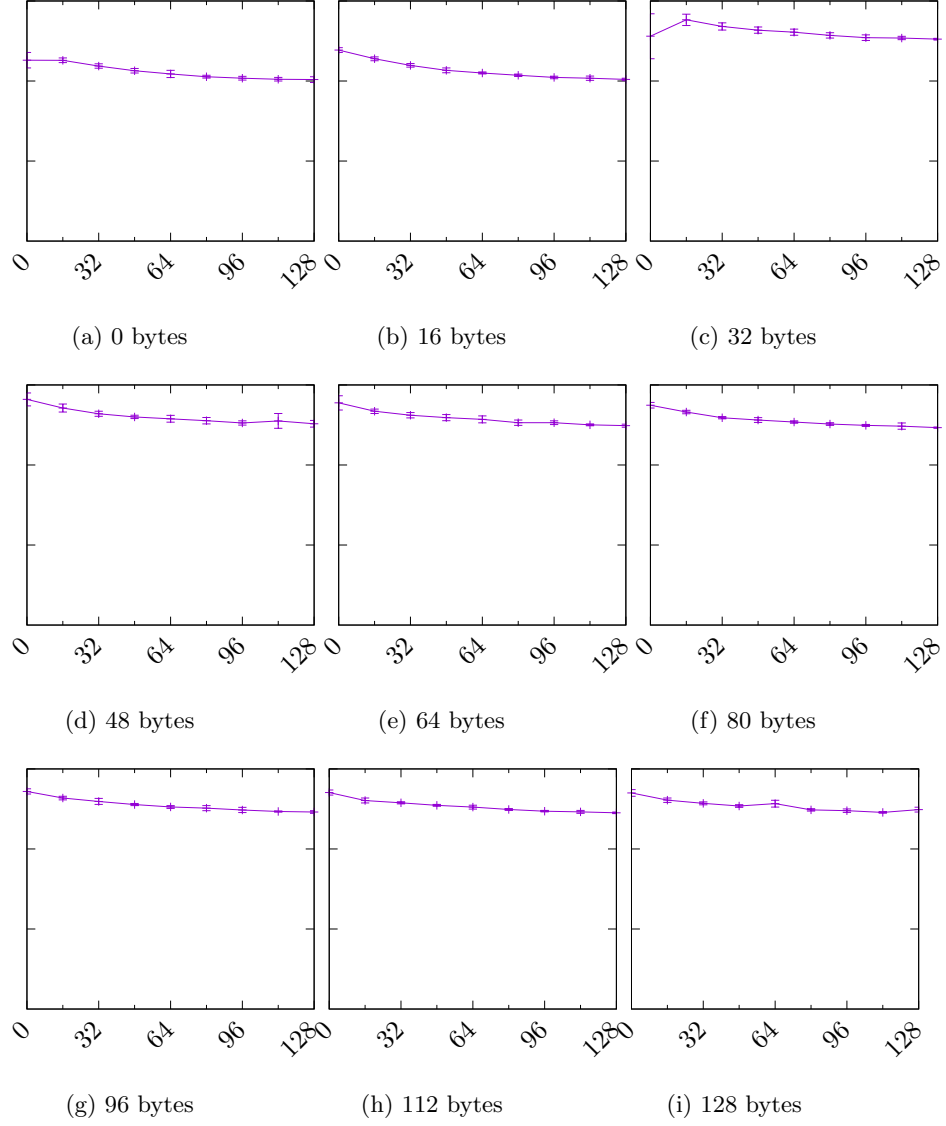 0 32 64 96 128 0 32 64 96 128 0 32 64 96 128
(a) 0 bytes (b) 16 bytes (c) 32 bytes
0 32 64 96 128 0 32 64 96 128 0 32 64 96 128
(d) 48 bytes (e) 64 bytes (f) 80 bytes
0 32 64 96 128 0 32 64 96 128 0 32 64 96 128
(g) 96 bytes (h) 112 bytes (i) 128 bytes